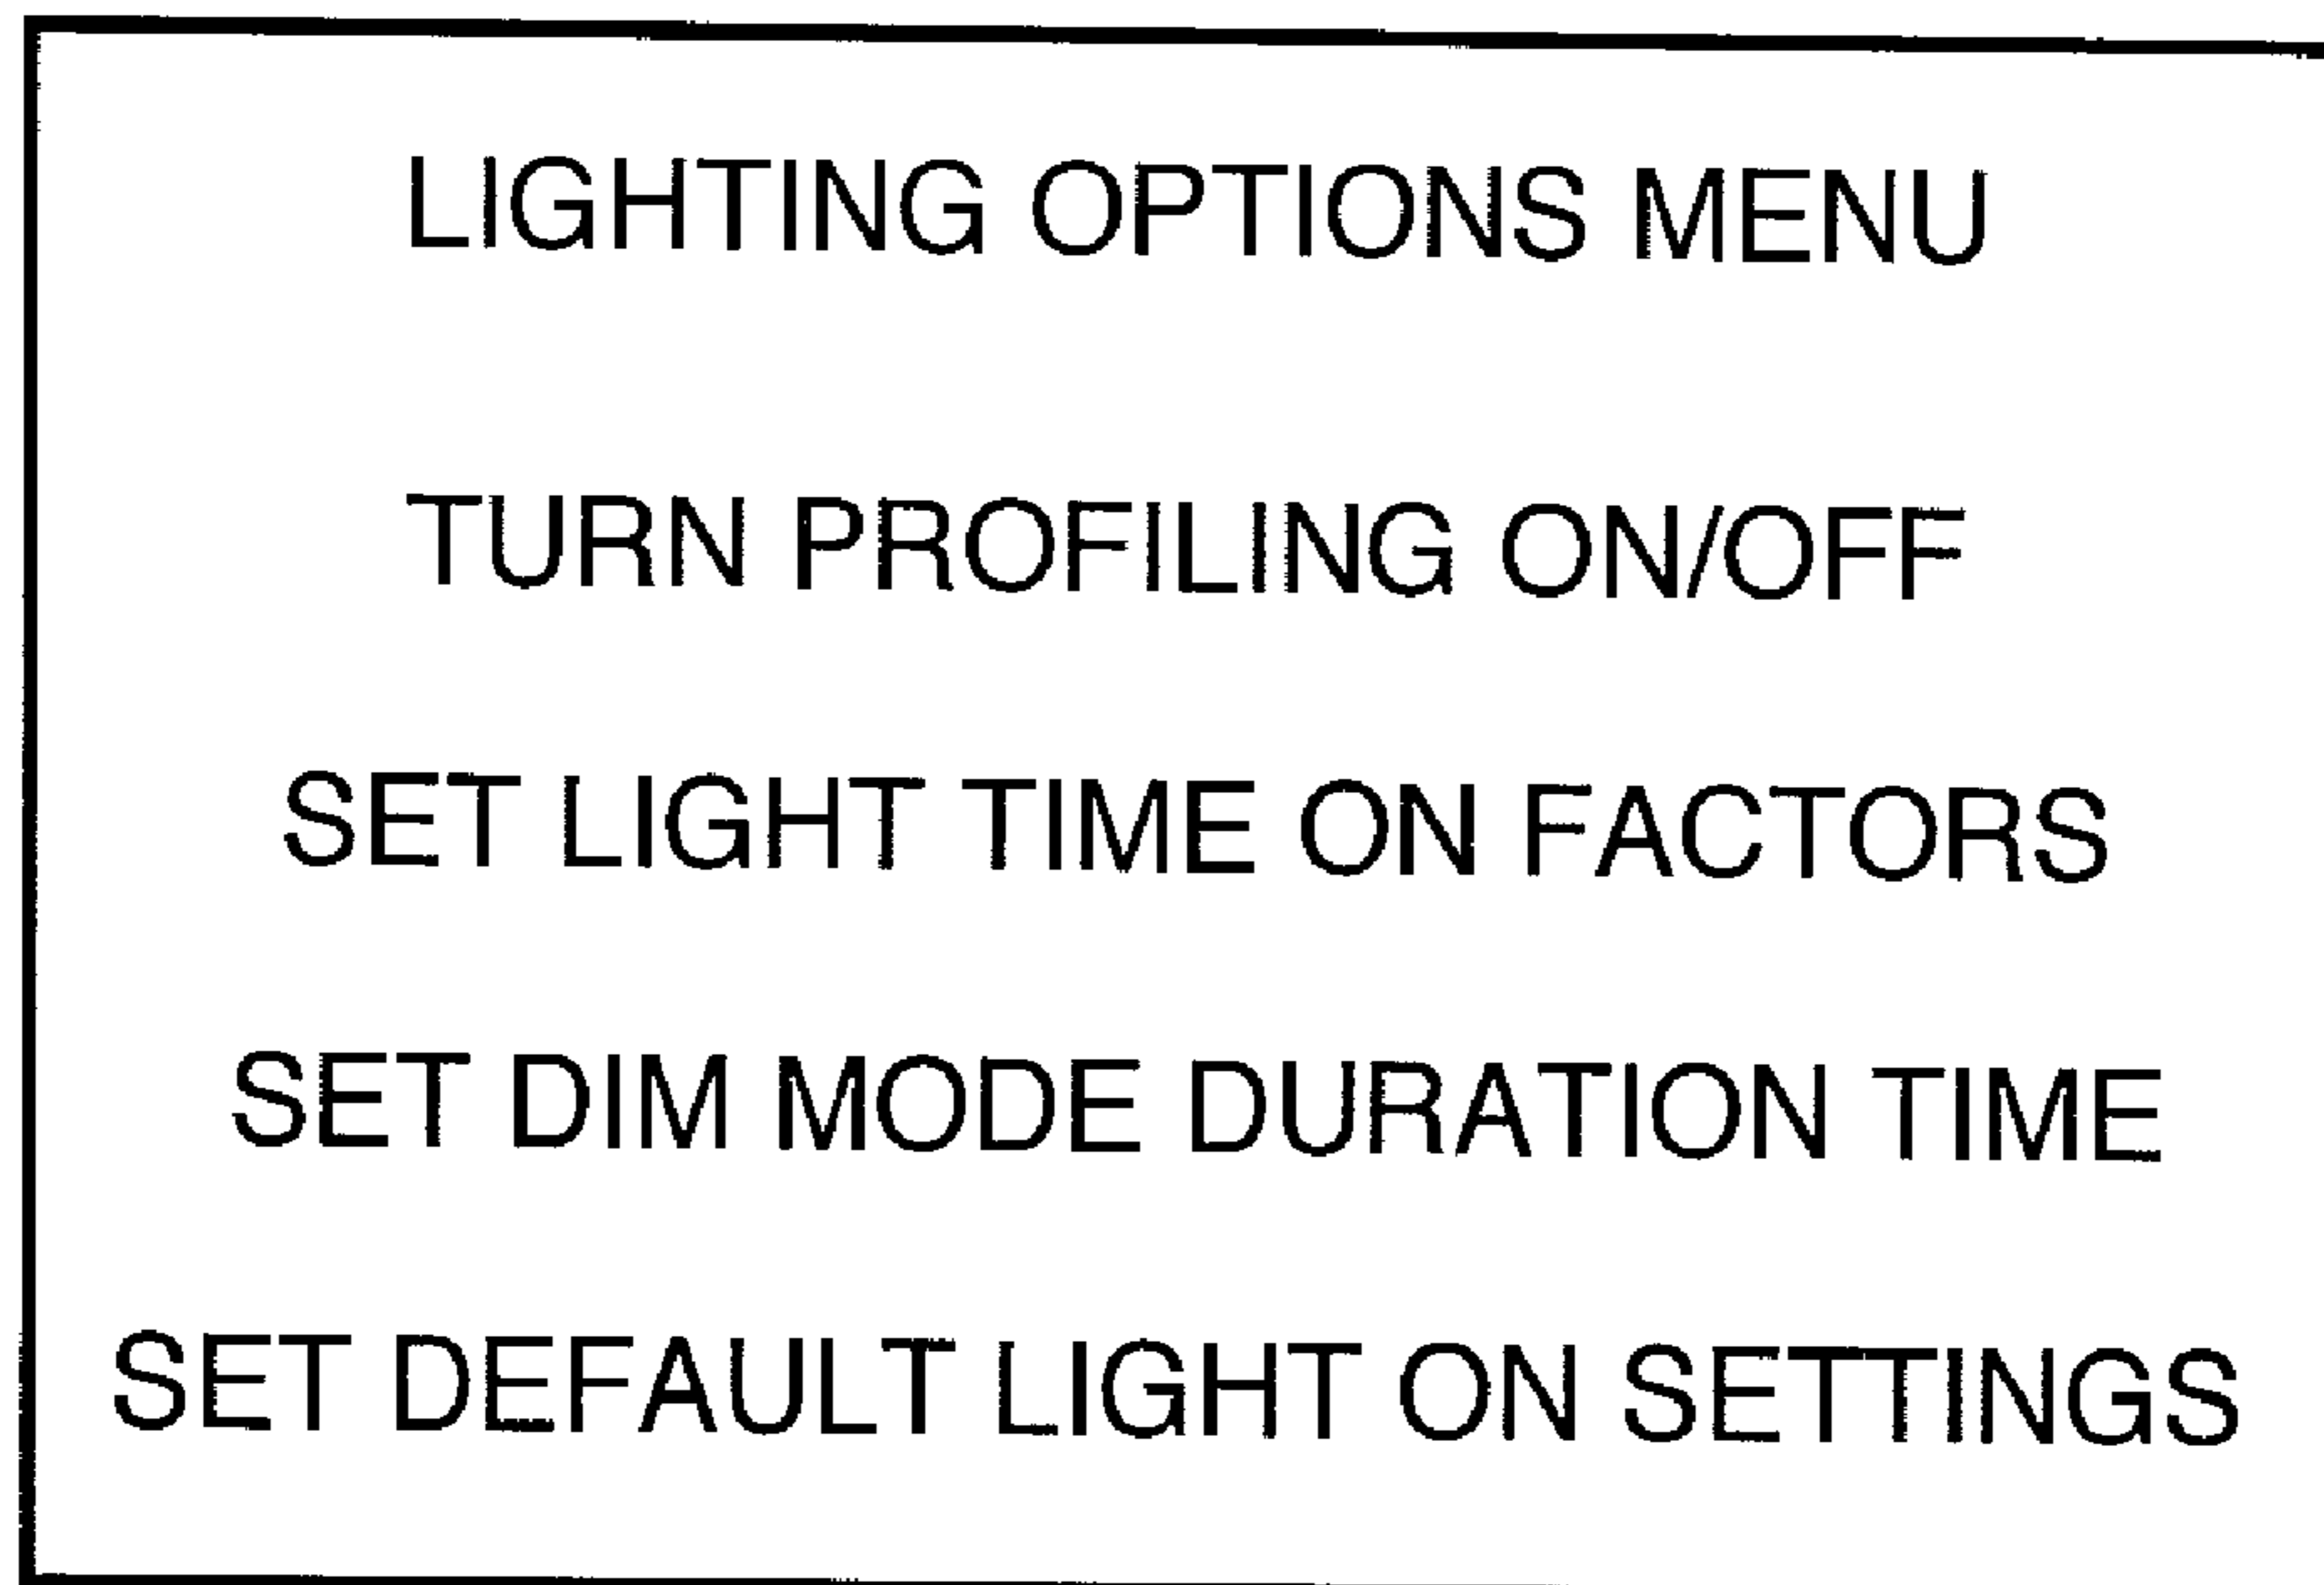 LIGHTING OPTIONS MENU
TURN PROFILING ON/OFF
SET LIGHT TIME ON FACTORS
SET DIM MODE DURATION TIME
SET DEFAULT LIGHT ON SETTINGS